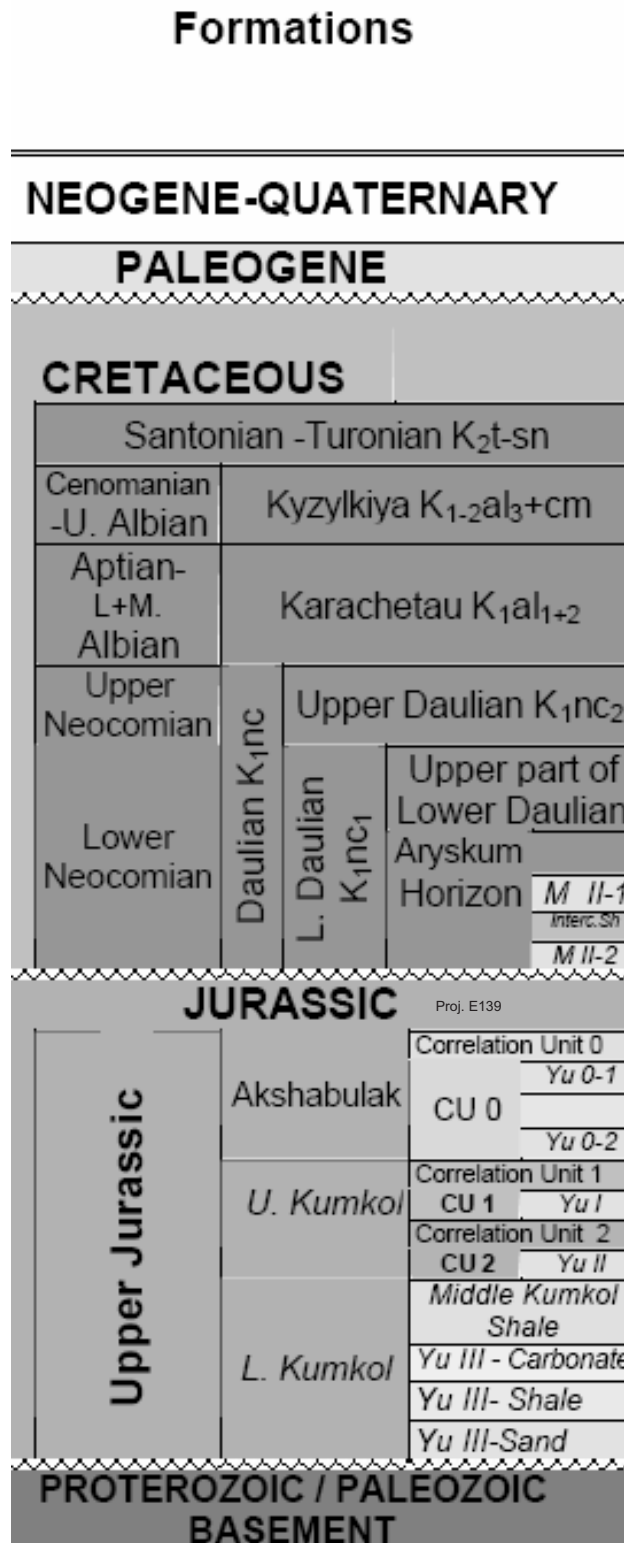 Formations
NEOGENE-QUATERNARY
PALEOGENE
CRETACEOUS
Santonian -Turonian K₂t-sn
Cenomanian
-U. Albian
Kyzylkiya K₁₋₂al₃+cm
Aptian-
L+M.
Albian
Karachetau K₁al₁₊₂
Upper
Neocomian
Daulian K₁nc
Upper Daulian K₁nc₂
Lower
Neocomian
L. Daulian
K₁nc₁
Upper part of
Lower Daulian
Aryskum
Horizon
M II-1
Interc.Sh
M II-2
JURASSIC
Proj. E139
Upper Jurassic
Akshabulak
Correlation Unit 0
CU 0
Yu 0-1
Yu 0-2
U. Kumkol
Correlation Unit 1
CU 1
Yu I
Correlation Unit 2
CU 2
Yu II
L. Kumkol
Middle Kumkol
Shale
Yu III - Carbonate
Yu III- Shale
Yu III-Sand
PROTEROZOIC / PALEOZOIC
BASEMENT